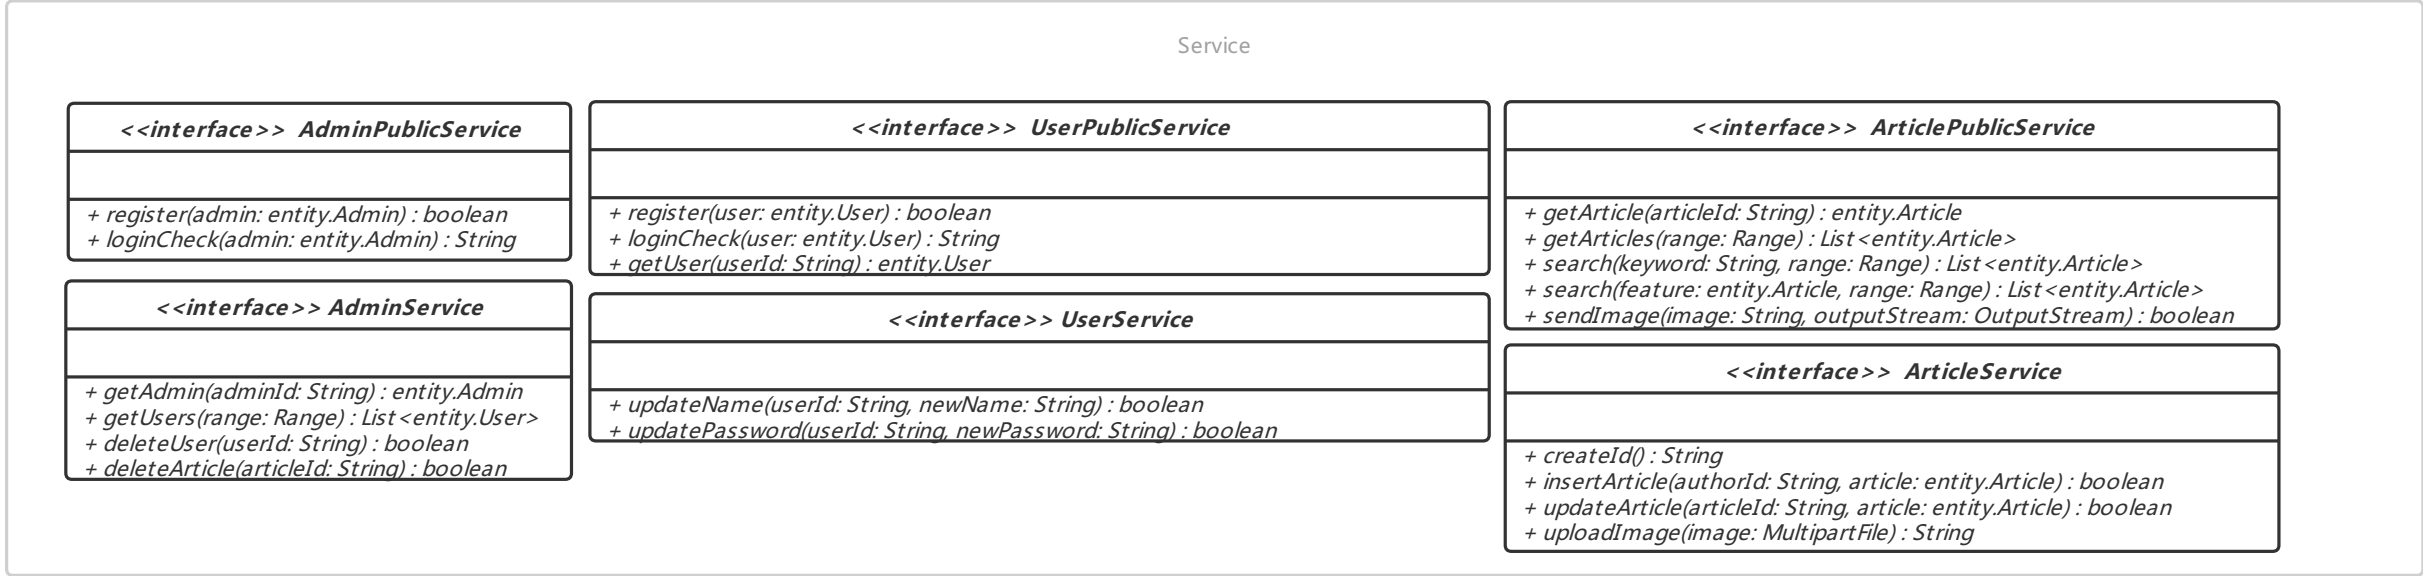 Service
<<interface>> AdminPublicService
+ register(admin: entity.Admin) : boolean
+ loginCheck(admin: entity.Admin) : String
<<interface>> AdminService
+ getAdmin(adminId: String) : entity.Admin
+ getUsers(range: Range) : List<entity.User>
+ deleteUser(userId: String) : boolean
+ deleteArticle(articleId: String) : boolean
<<interface>> UserPublicService
+ register(user: entity.User) : boolean
+ loginCheck(user: entity.User) : String
+ getUser(userId: String) : entity.User
<<interface>> UserService
+ updateName(userId: String, newName: String) : boolean
+ updatePassword(userId: String, newPassword: String) : boolean
<<interface>> ArticlePublicService
+ getArticle(articleId: String) : entity.Article
+ getArticles(range: Range) : List<entity.Article>
+ search(keyword: String, range: Range) : List<entity.Article>
+ search(feature: entity.Article, range: Range) : List<entity.Article>
+ sendImage(image: String, outputStream: OutputStream) : boolean
<<interface>> ArticleService
+ createId() : String
+ insertArticle(authorId: String, article: entity.Article) : boolean
+ updateArticle(articleId: String, article: entity.Article) : boolean
+ uploadImage(image: MultipartFile) : String